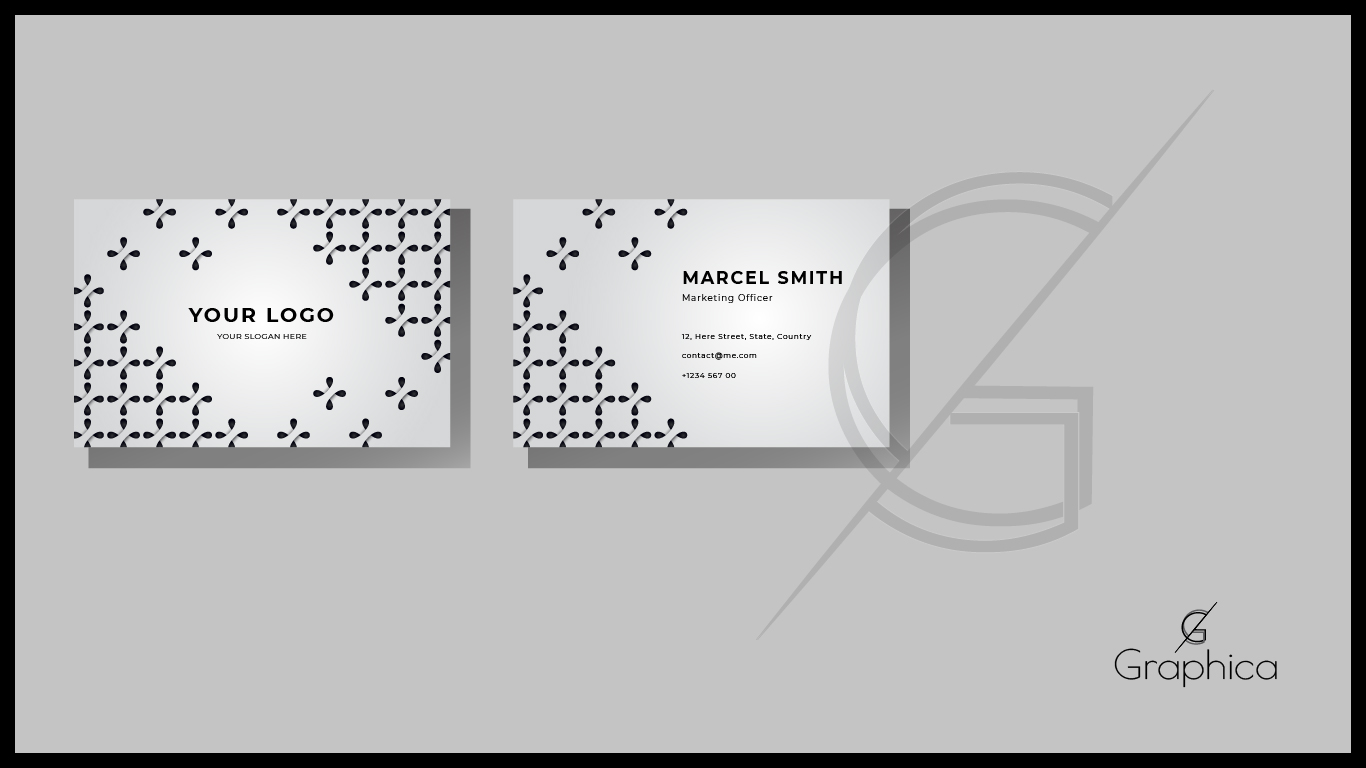 YOUR LOGO
YOUR SLOGAN HERE
MARCEL SMITH
Marketing Officer
12, Here Street, State, Country
contact@me.com
+1234 567 00
G
G
Graphica